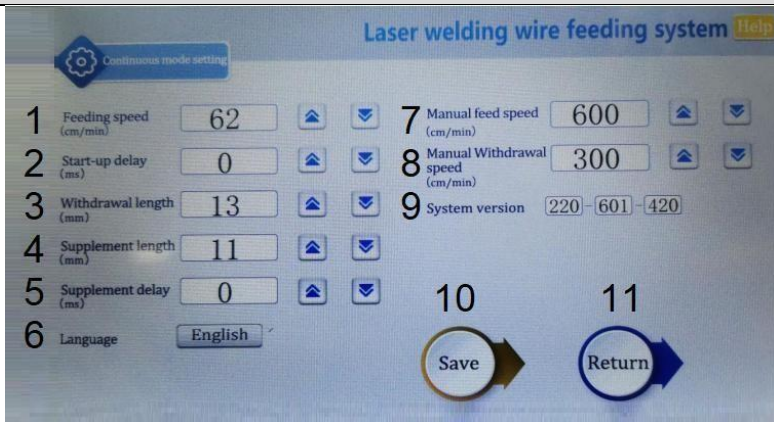 Laser welding wire feeding system Help
Continuous mode setting
1 Feeding speed 62
(cm/min)
2 Start-up delay 0
(ms)
3 Withdrawal length 13
(mm)
4 Supplement length 11
(mm)
5 Supplement delay 0
(ms)
6 Language English
7 Manual feed speed 600
(cm/min)
8 Manual Withdrawal 300
speed
(cm/min)
9 System version 220-601-420
10
Save
11
Return